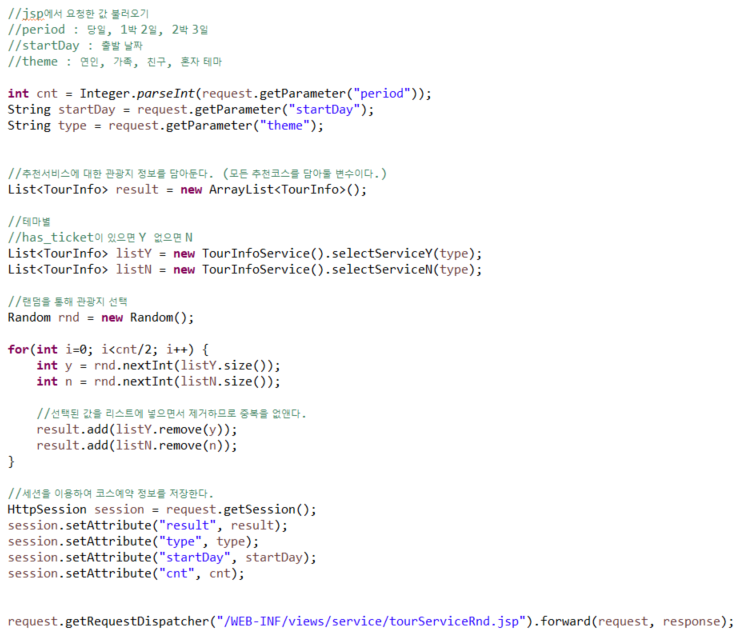 //jsp에서 요청한 값 불러오기
//period : 당일, 1박 2일, 2박 3일
//startDay : 출발 날짜
//theme : 연인, 가족, 친구, 혼자 테마
int cnt = Integer.parseInt(request.getParameter("period"));
String startDay = request.getParameter("startDay");
String type = request.getParameter("theme");
//추천서비스에 대한 관광지 정보를 담아둔다. (모든 추천코스를 담아둘 변수이다.)
List<TourInfo> result = new ArrayList<TourInfo>();
//테마별
//has_ticket이 있으면 Y 없으면 N
List<TourInfo> listY = new TourInfoService().selectServiceY(type);
List<TourInfo> listN = new TourInfoService().selectServiceN(type);
//랜덤을 통해 관광지 선택
Random rnd = new Random();
for(int i=0; i<cnt/2; i++) {
int y = rnd.nextInt(listY.size());
int n = rnd.nextInt(listN.size());
//선택된 값을 리스트에 넣으면서 제거하므로 중복을 없앤다.
result.add(listY.remove(y));
result.add(listN.remove(n));
}
//세션을 이용하여 코스예약 정보를 저장한다.
HttpSession session = request.getSession();
session.setAttribute("result", result);
session.setAttribute("type", type);
session.setAttribute("startDay", startDay);
session.setAttribute("cnt", cnt);
request.getRequestDispatcher("/WEB-INF/views/service/tourServiceRnd.jsp").forward(request, response);